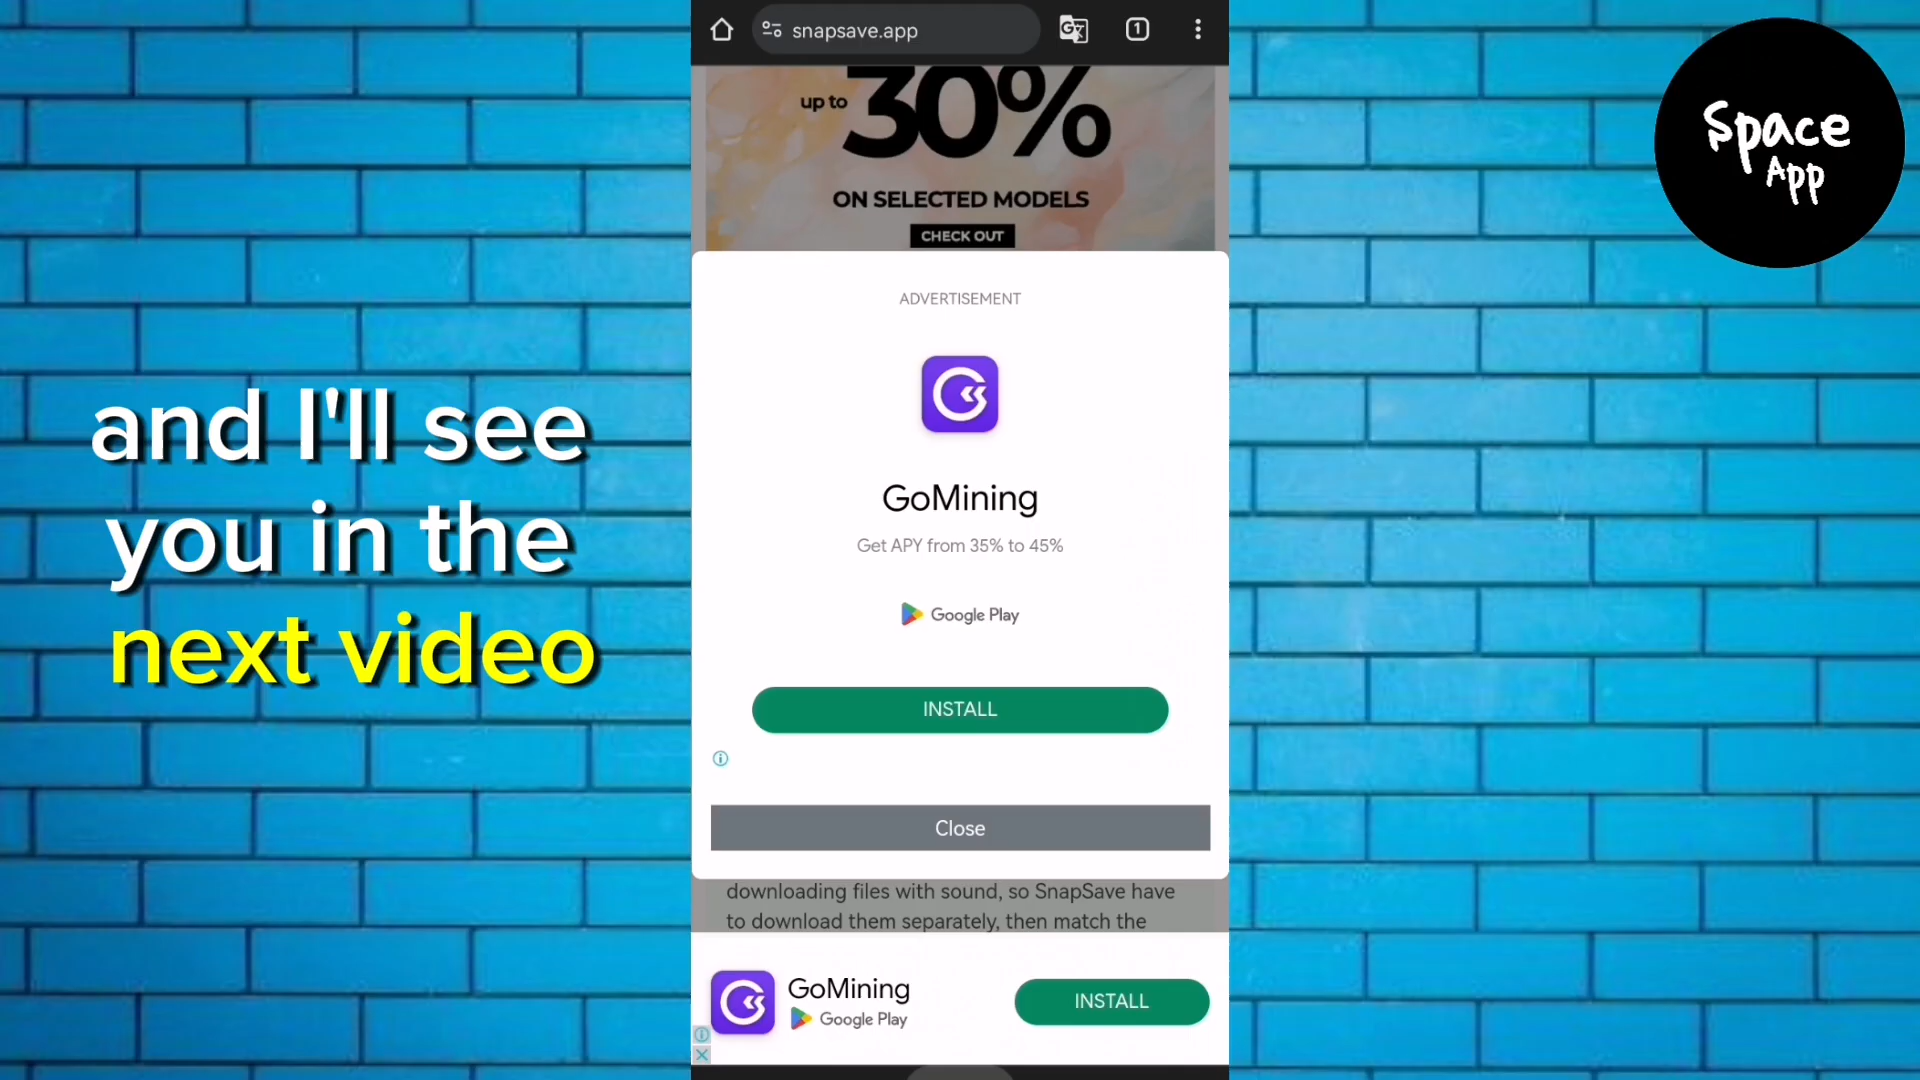 snapsave.app
1
up to 30%
ON SELECTED MODELS
CHECK OUT
Space
App
ADVERTISEMENT
GoMining
Get APY from 35% to 45%
Google Play
INSTALL
Close
and I'll see
you in the
next video
downloading files with sound, so SnapSave have
to download them separately, then match the
GoMining
Google Play
INSTALL